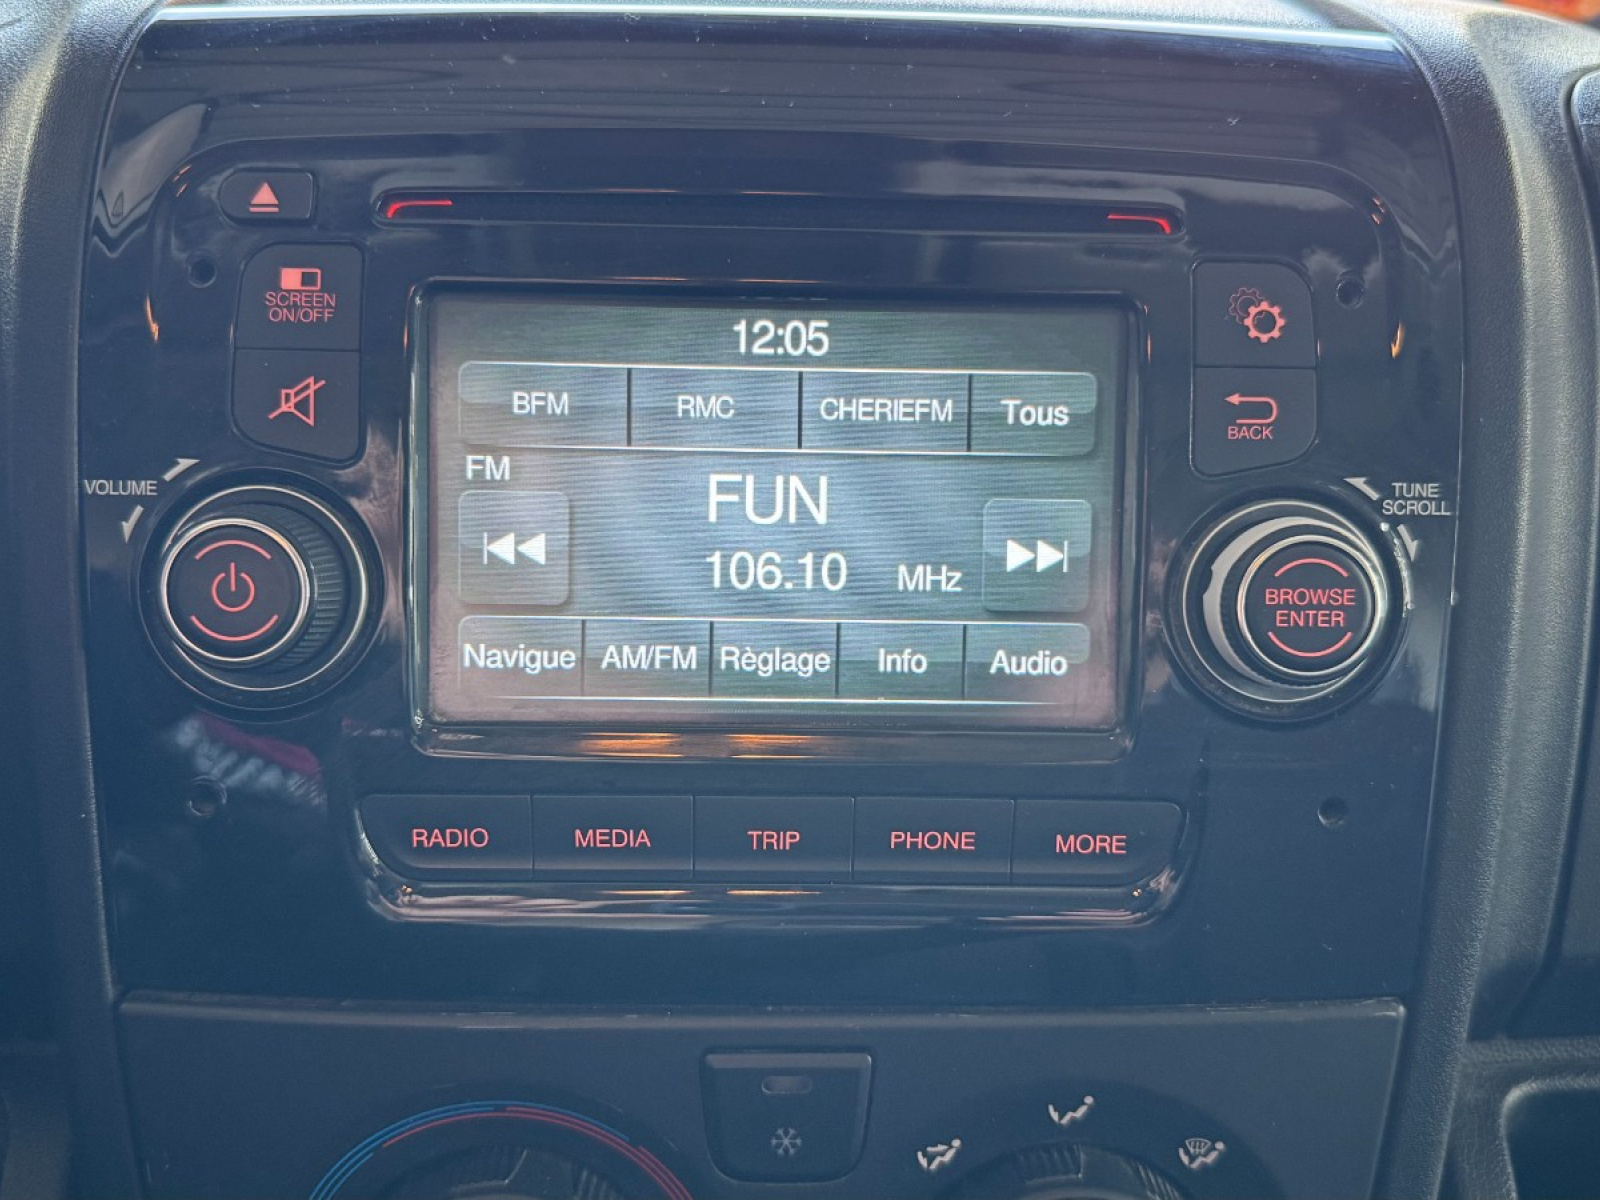 SCREEN
ON/OFF
12:05
BFM RMC CHERIEFM Tous
BACK
FM
VOLUME
FUN
TUNE
SCROLL
106.10 MHz
BROWSE
ENTER
Navigue AM/FM Règlage Info Audio
RADIO MEDIA TRIP PHONE MORE